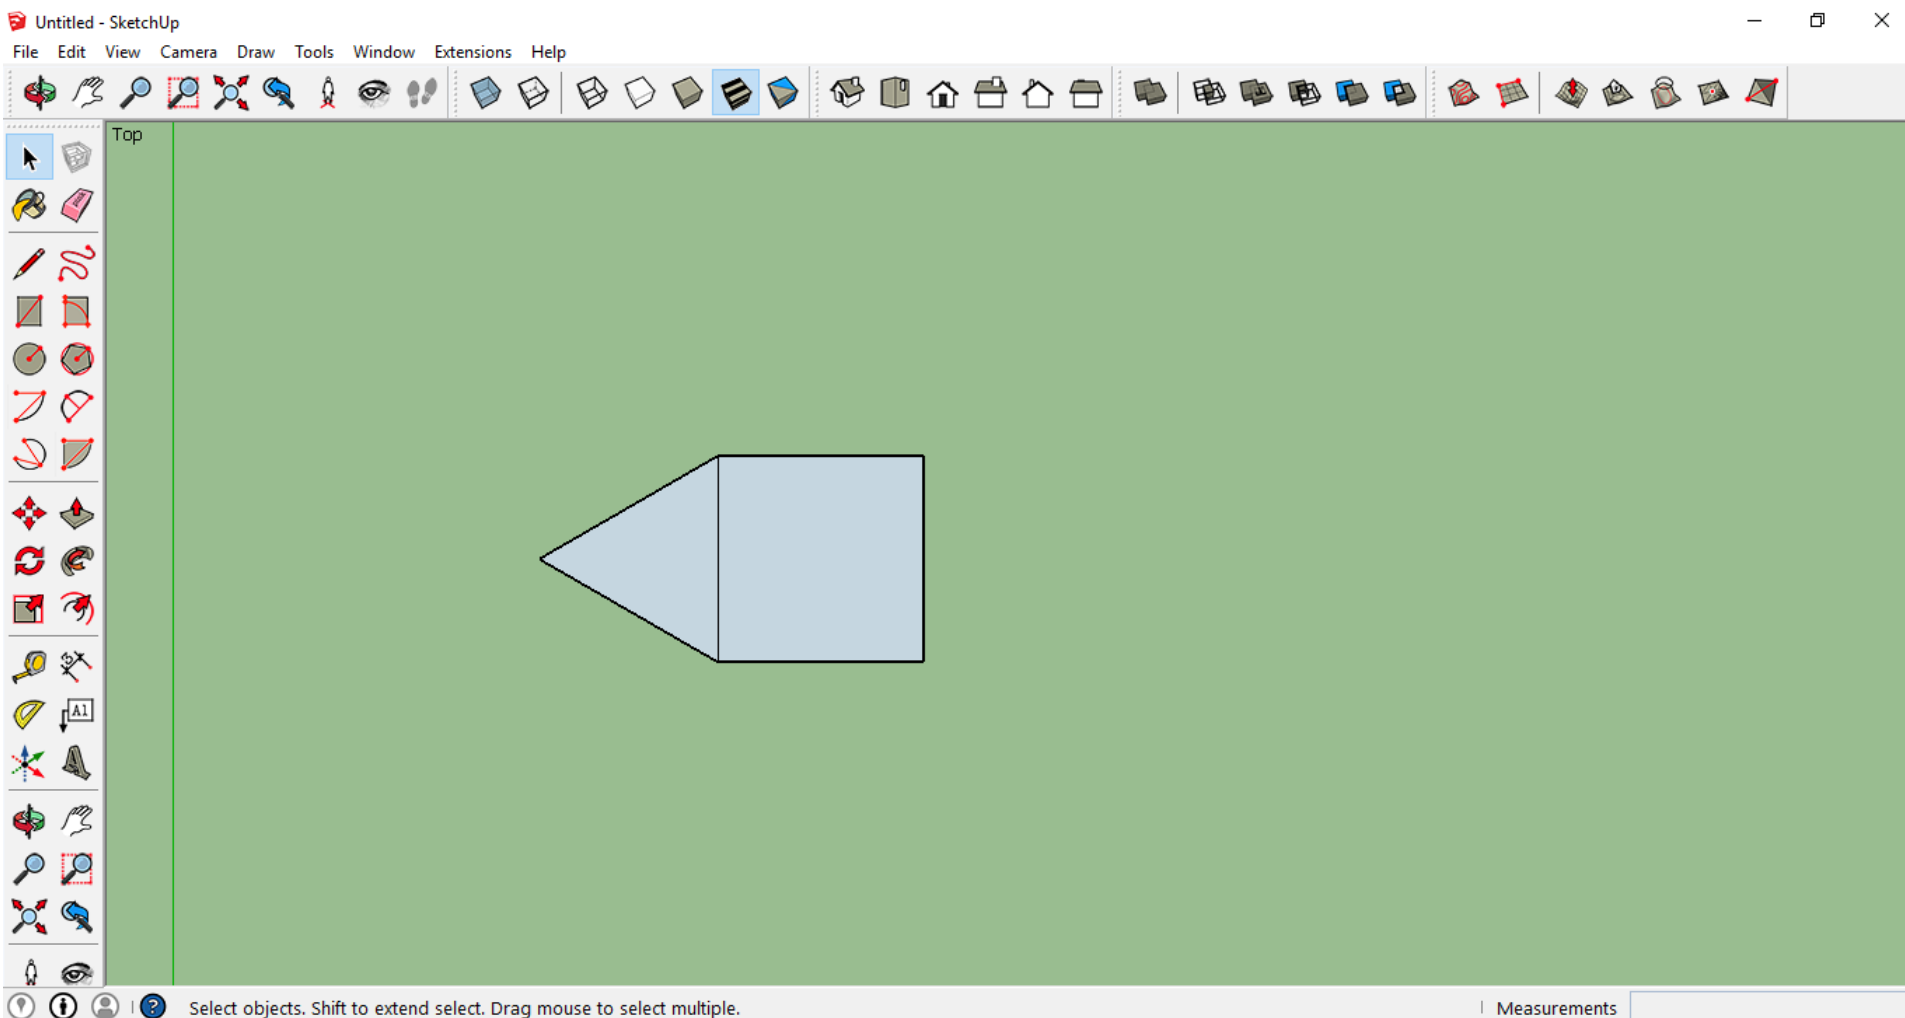 Untitled - SketchUp
File Edit View Camera Draw Tools Window Extensions Help
Top
A1
Select objects. Shift to extend select. Drag mouse to select multiple.
Measurements